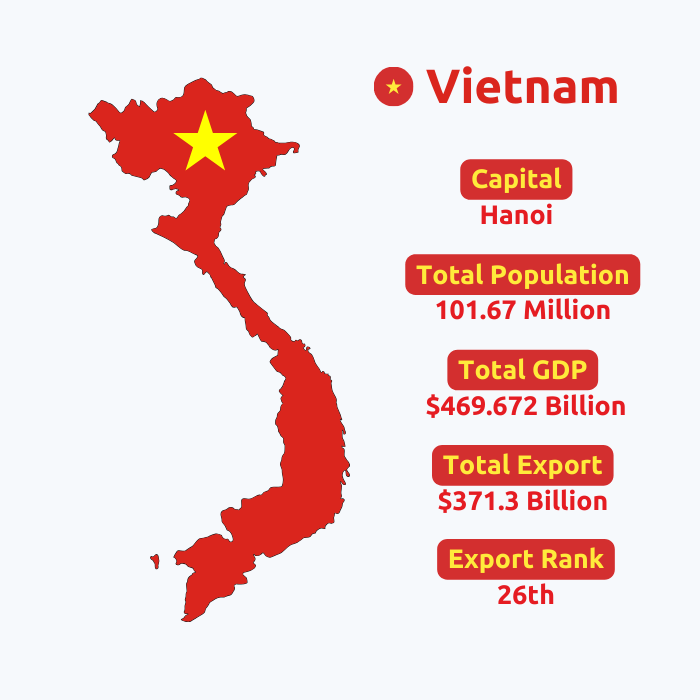 Vietnam
Capital
Hanoi
Total Population
101.67 Million
Total GDP
$469.672 Billion
Total Export
$371.3 Billion
Export Rank
26th